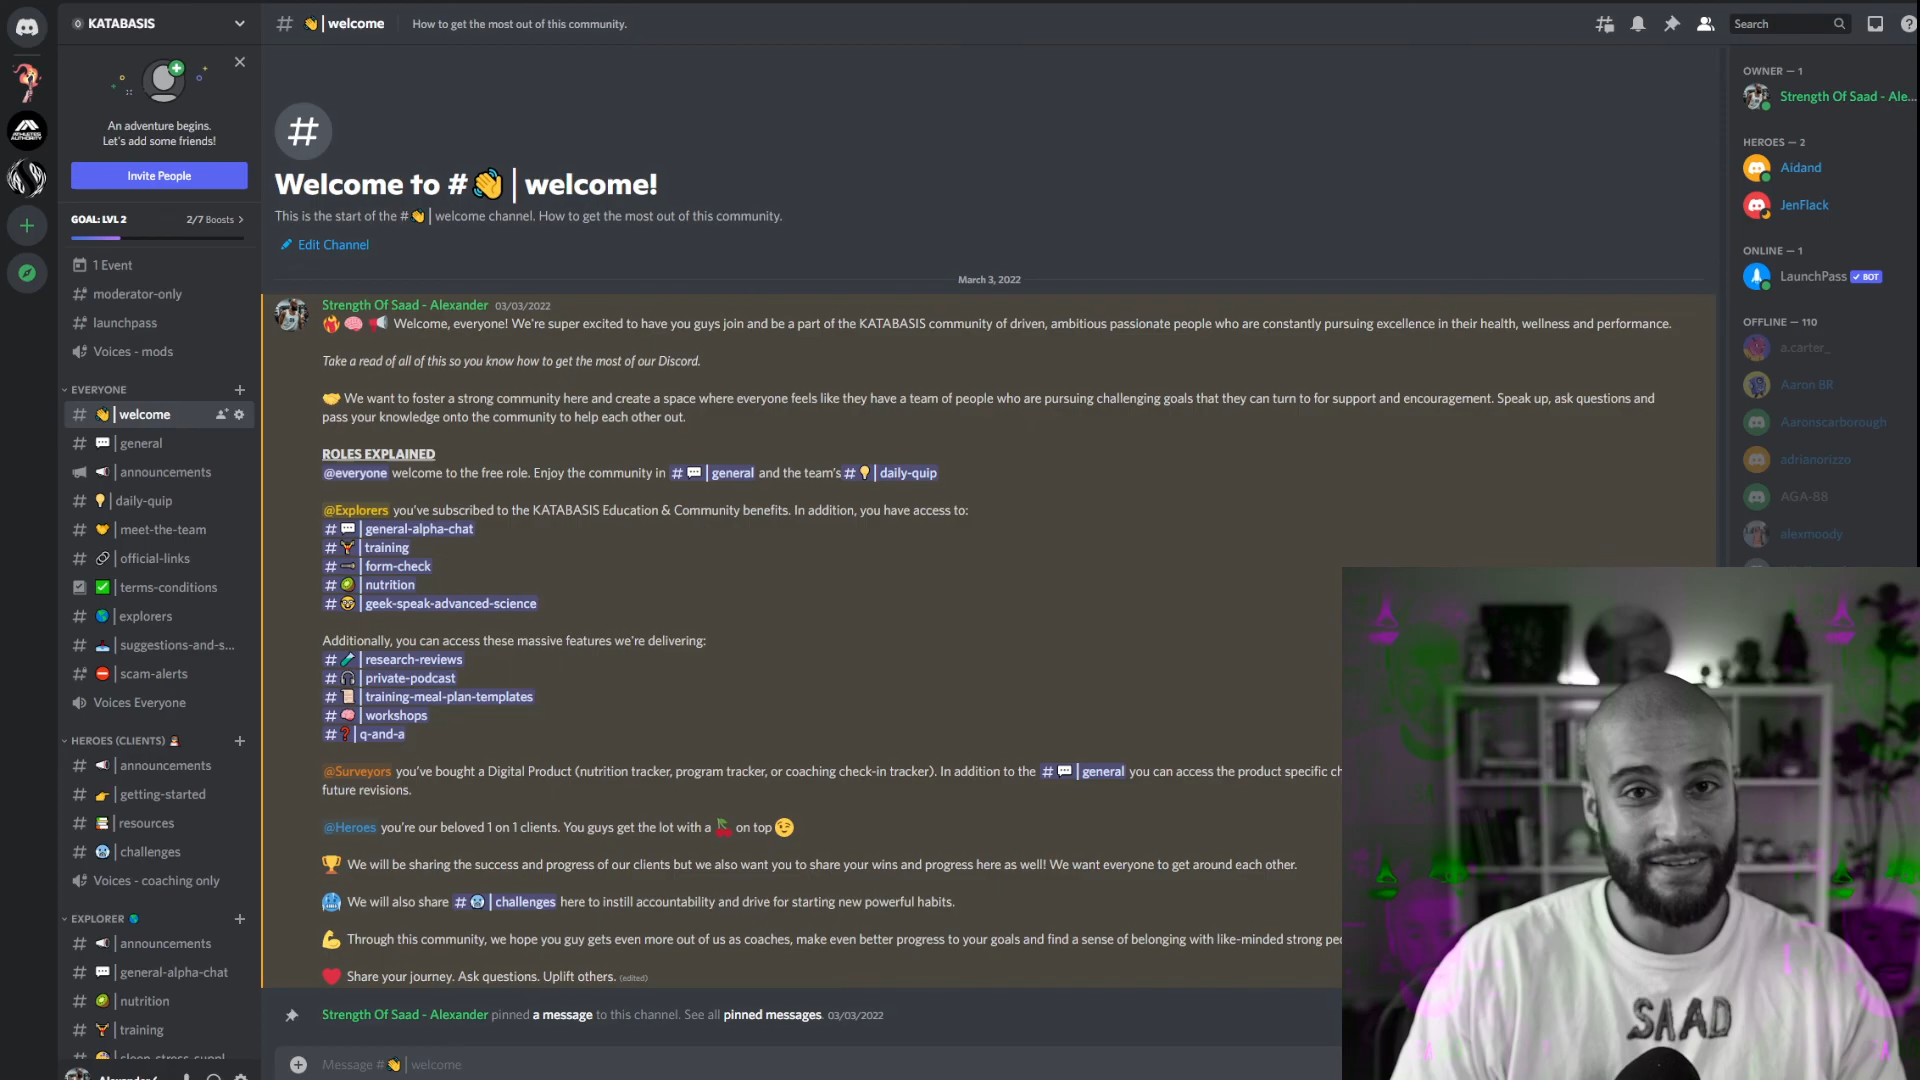 KATABASIS
welcome
How to get the most out of this community.
Search
An adventure begins.
Let's add some friends!
Invite People
GOAL: LVL 2
2/7 Boosts
1 Event
moderator-only
launchpass
Voices - mods
EVERYONE
welcome
general
announcements
daily-quip
meet-the-team
official-links
terms-conditions
explorers
suggestions-and-s...
scam-alerts
Voices Everyone
HEROES (CLIENTS)
announcements
getting-started
resources
challenges
Voices - coaching only
EXPLORER
announcements
general-alpha-chat
nutrition
training
Welcome to # | welcome!
This is the start of the # | welcome channel. How to get the most out of this community.
Edit Channel
March 3, 2022
Strength Of Saad - Alexander 03/03/2022
Welcome, everyone! We're super excited to have you guys join and be a part of the KATABASIS community of driven, ambitious passionate people who are constantly pursuing excellence in their health, wellness and performance.
Take a read of all of this so you know how to get the most of our Discord.
We want to foster a strong community here and create a space where everyone feels like they have a team of people who are pursuing challenging goals that they can turn to for support and encouragement. Speak up, ask questions and
pass your knowledge onto the community to help each other out.
ROLES EXPLAINED
@everyone welcome to the free role. Enjoy the community in # | general and the team's # | daily-quip
@Explorers you've subscribed to the KATABASIS Education & Community benefits. In addition, you have access to:
# | general-alpha-chat
# | training
# | form-check
# | nutrition
# | geek-speak-advanced-science
Additionally, you can access these massive features we're delivering:
# | research-reviews
# | private-podcast
# | training-meal-plan-templates
# | workshops
# | q-and-a
@Surveyors you've bought a Digital Product (nutrition tracker, program tracker, or coaching check-in tracker). In addition to the # | general you can access the product specific ch
future revisions.
@Heroes you're our beloved 1 on 1 clients. You guys get the lot with a on top
We will be sharing the success and progress of our clients but we also want you to share your wins and progress here as well! We want everyone to get around each other.
We will also share # | challenges here to instill accountability and drive for starting new powerful habits.
Through this community, we hope you guy gets even more out of us as coaches, make even better progress to your goals and find a sense of belonging with like-minded strong pe
Share your journey. Ask questions. Uplift others. (edited)
Strength Of Saad - Alexander pinned a message to this channel. See all pinned messages. 03/03/2022
Message # | welcome
OWNER — 1
Strength Of Saad - Ale...
HEROES — 2
Aidand
JenFlack
ONLINE — 1
LaunchPass BOT
OFFLINE — 110
a.carter_
Aaron BR
Aaronscarborough
adrianorizzo
AGA-88
alexmoody
SAAD